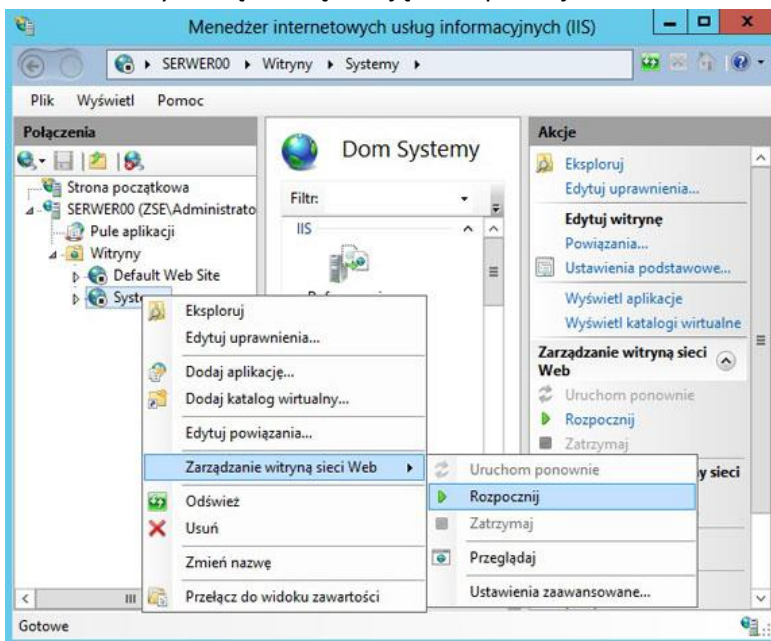 Menedżer internetowych usług informacyjnych (IIS)
SERWER00 Witryny Systemy
Plik Wyświetl Pomoc
Połączenia
Strona początkowa
SERWER00 (ZSE\Administrato
Pule aplikacji
Witryny
Default Web Site
Syste
Dom Systemy
Filtr:
IIS
Akcje
Eksploruj
Edytuj uprawnienia...
Edytuj witrynę
Powiązania...
Ustawienia podstawowe...
Wyświetl aplikacje
Wyświetl katalogi wirtualne
Zarządzanie witryną sieci
Web
Uruchom ponownie
Rozpocznij
Zatrzymaj
y sieci
Eksploruj
Edytuj uprawnienia...
Dodaj aplikację...
Dodaj katalog wirtualny...
Edytuj powiązania...
Zarządzanie witryną sieci Web
Odśwież
Usuń
Zmień nazwę
Przełącz do widoku zawartości
Uruchom ponownie
Rozpocznij
Zatrzymaj
Przeglądaj
Ustawienia zaawansowane...
Gotowe